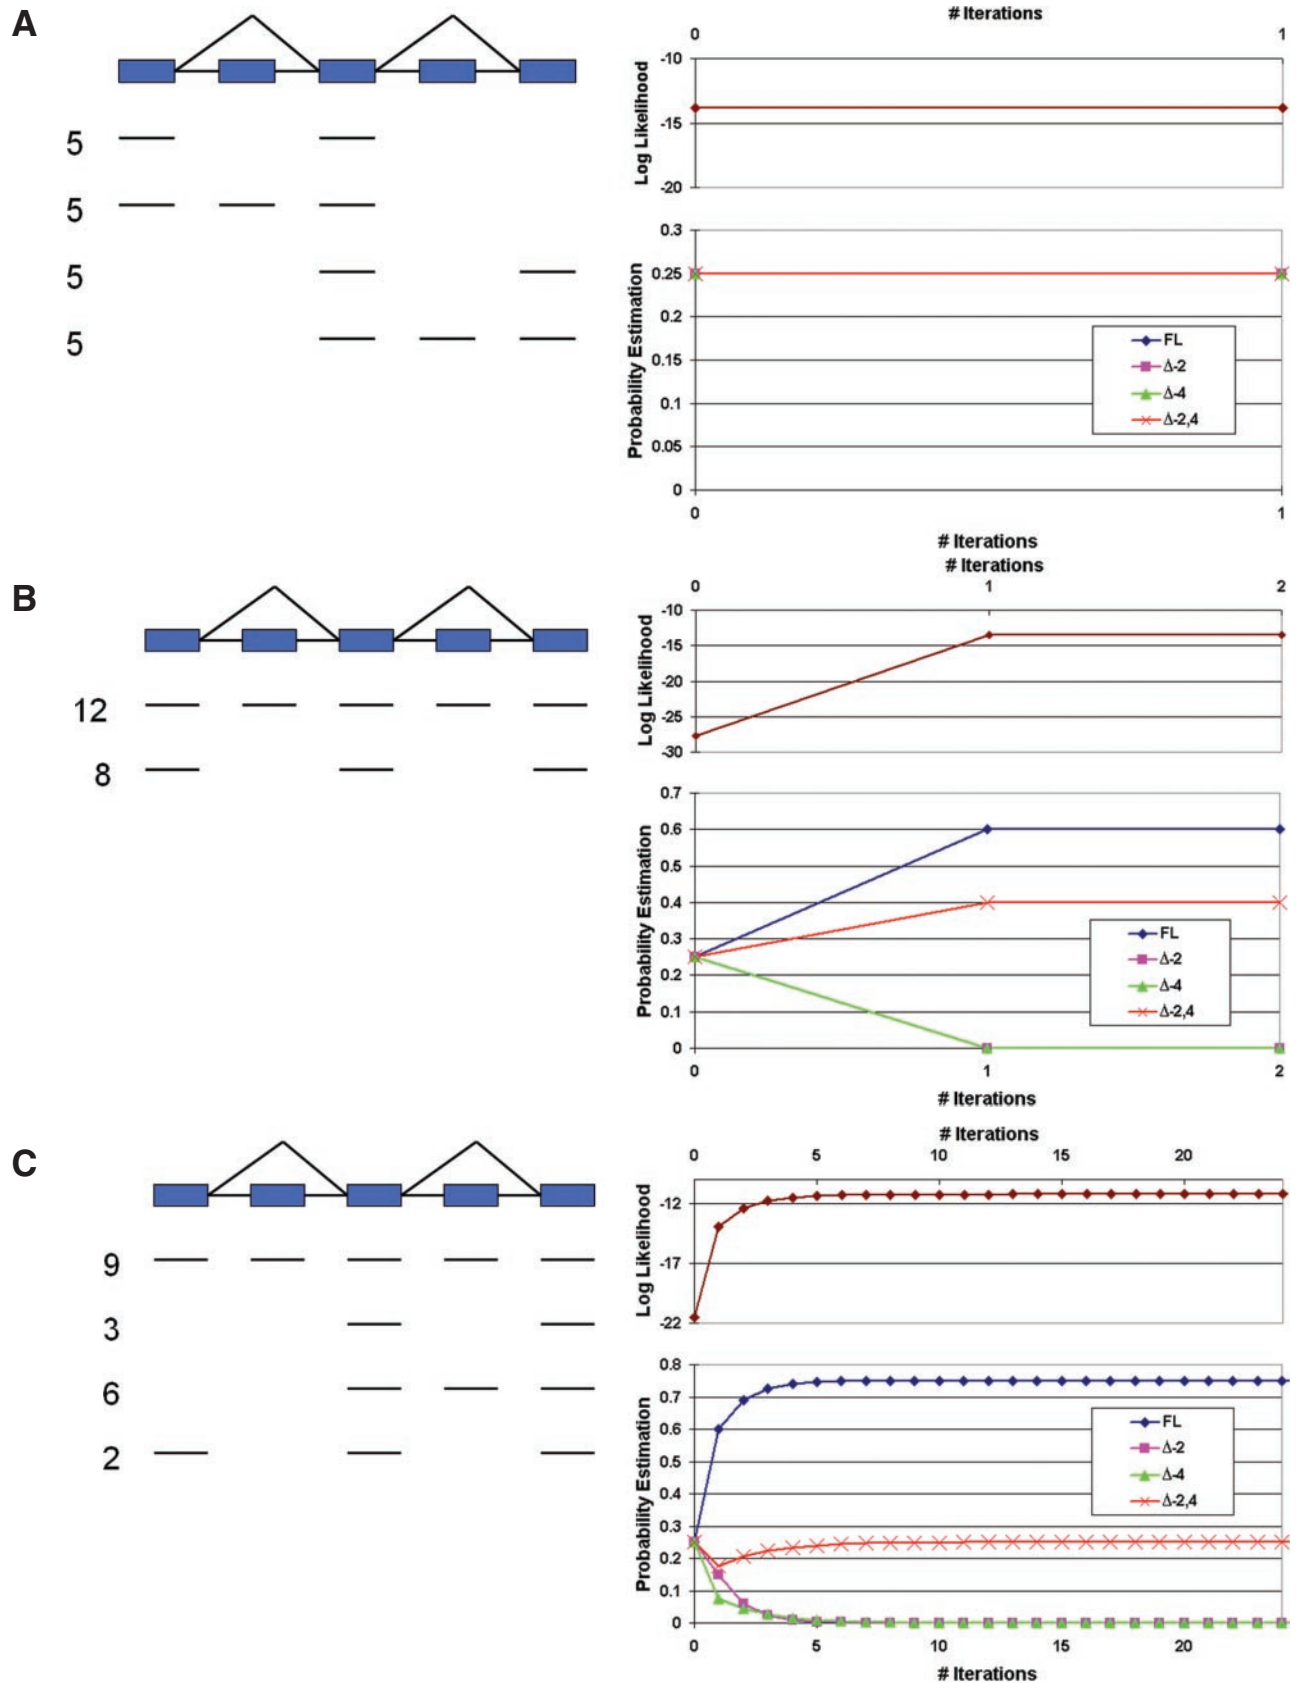 A
5
5
5
5
# Iterations
0 1
Log Likelihood
-10
-15
-20
Probability Estimation
0.3
0.25
0.2
0.15
0.1
0.05
0
FL
Δ-2
Δ-4
Δ-2,4
0 1
# Iterations
B
12
8
# Iterations
0 1 2
Log Likelihood
-10
-15
-20
-25
-30
Probability Estimation
0.7
0.6
0.5
0.4
0.3
0.2
0.1
0
FL
Δ-2
Δ-4
Δ-2,4
0 1 2
# Iterations
C
9
3
6
2
# Iterations
0 5 10 15 20
Log Likelihood
-12
-17
-22
Probability Estimation
0.8
0.7
0.6
0.5
0.4
0.3
0.2
0.1
0
FL
Δ-2
Δ-4
Δ-2,4
0 5 10 15 20
# Iterations